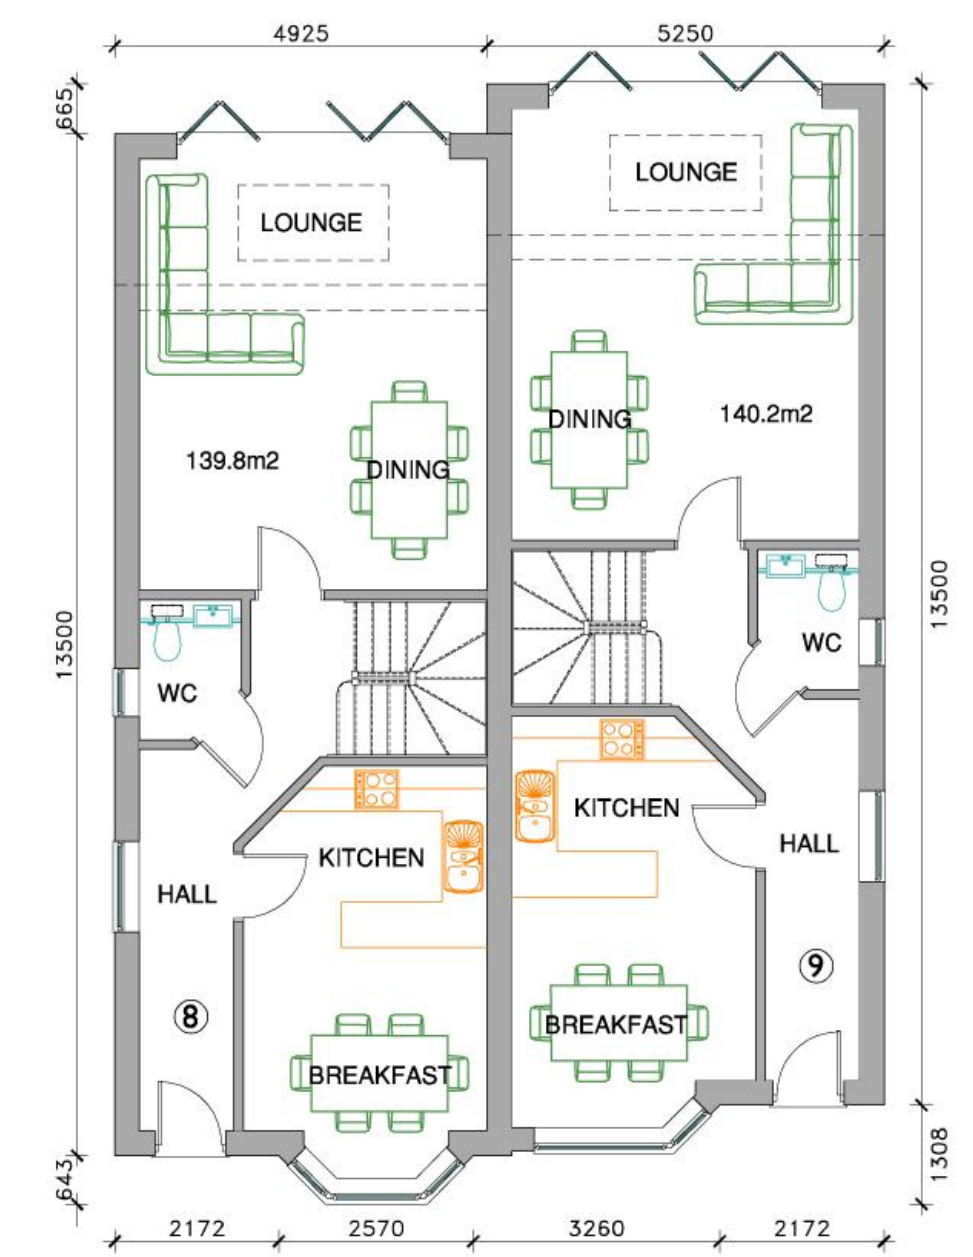 4925
5250
665
LOUNGE
LOUNGE
DINING
140.2m2
139.8m2
DINING
13500
13500
WC
WC
KITCHEN
HALL
KITCHEN
HALL
9
8
BREAKFAST
BREAKFAST
643
1308
2172
2570
3260
2172